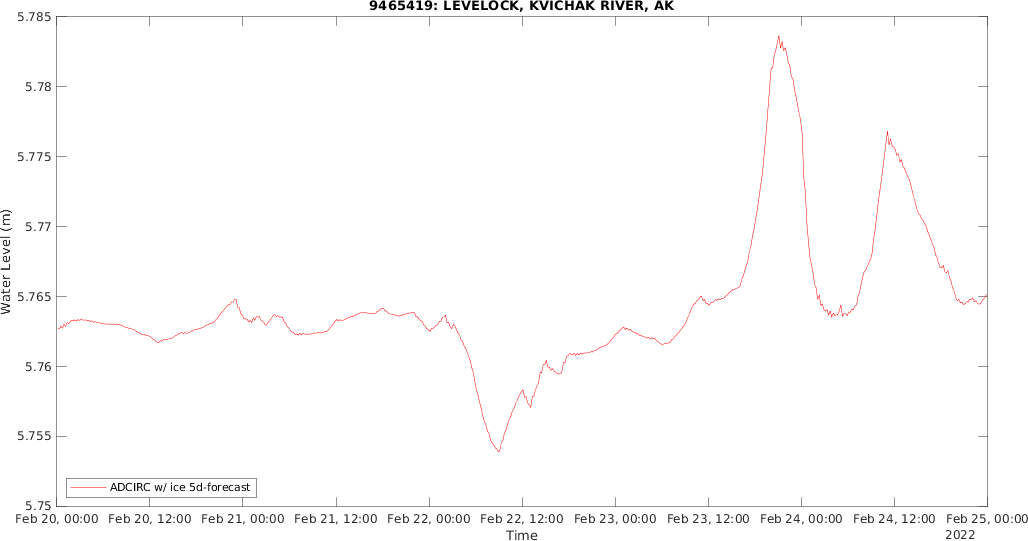 9465419: LEVELOCK, KVICHAK RIVER, AK
5.785
5.78
5.775
5.77
5.765
5.76
5.755
5.75
Water Level (m)
ADCIRC w/ ice 5d-forecast
Feb 20, 00:00 Feb 20, 12:00 Feb 21, 00:00 Feb 21, 12:00 Feb 22, 00:00 Feb 22, 12:00 Feb 23, 00:00 Feb 23, 12:00 Feb 24, 00:00 Feb 24, 12:00 Feb 25, 00:00
Time
2022